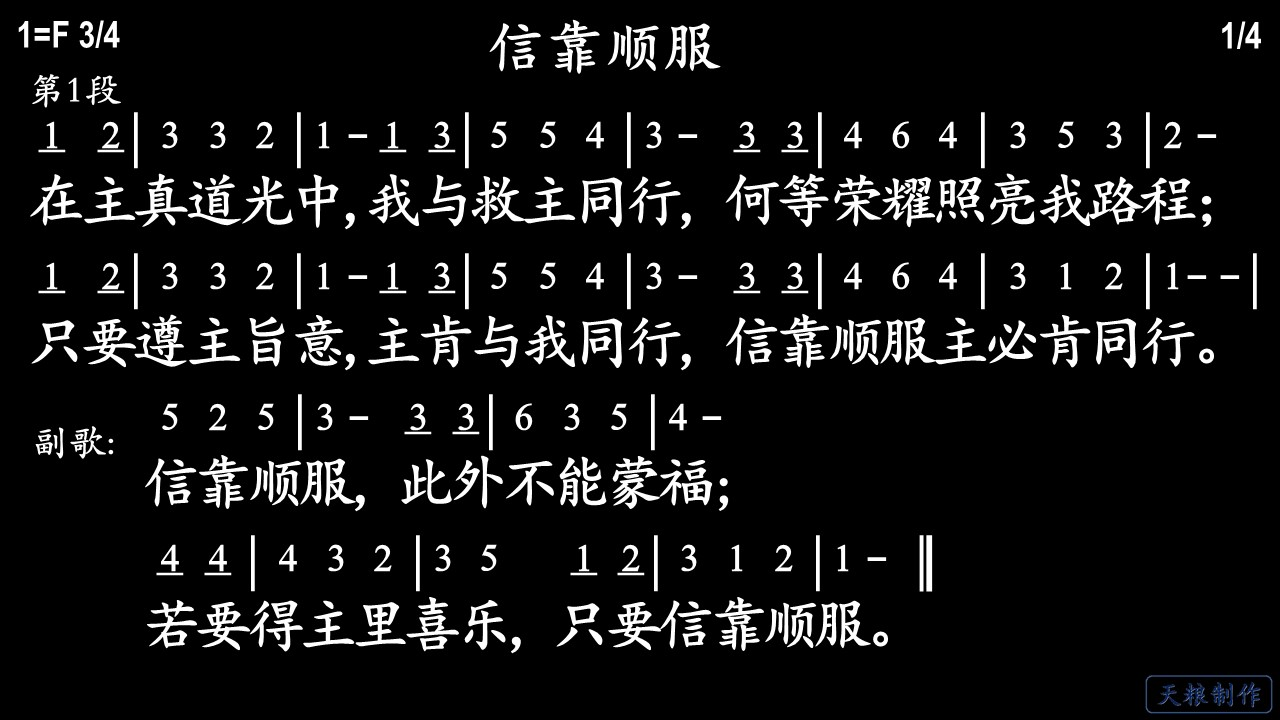 1=F 3/4 信靠顺服 1/4
第1段
1 2| 3 3 2|1 – 1 3| 5 5 4|3 – 3 3| 4 6 4| 3 5 3|2 –
在主真道光中,我与救主同行, 何等荣耀照亮我路程;
1 2| 3 3 2|1 – 1 3| 5 5 4|3 – 3 3| 4 6 4| 3 1 2|1 – –|
只要遵主旨意,主肯与我同行, 信靠顺服主必肯同行。
5 2 5|3 – 3 3| 6 3 5|4 –
副歌: 信靠顺服, 此外不能蒙福;
4 4| 4 3 2|3 5 1 2| 3 1 2|1 – ‖
若要得主里喜乐, 只要信靠顺服。
天粮制作